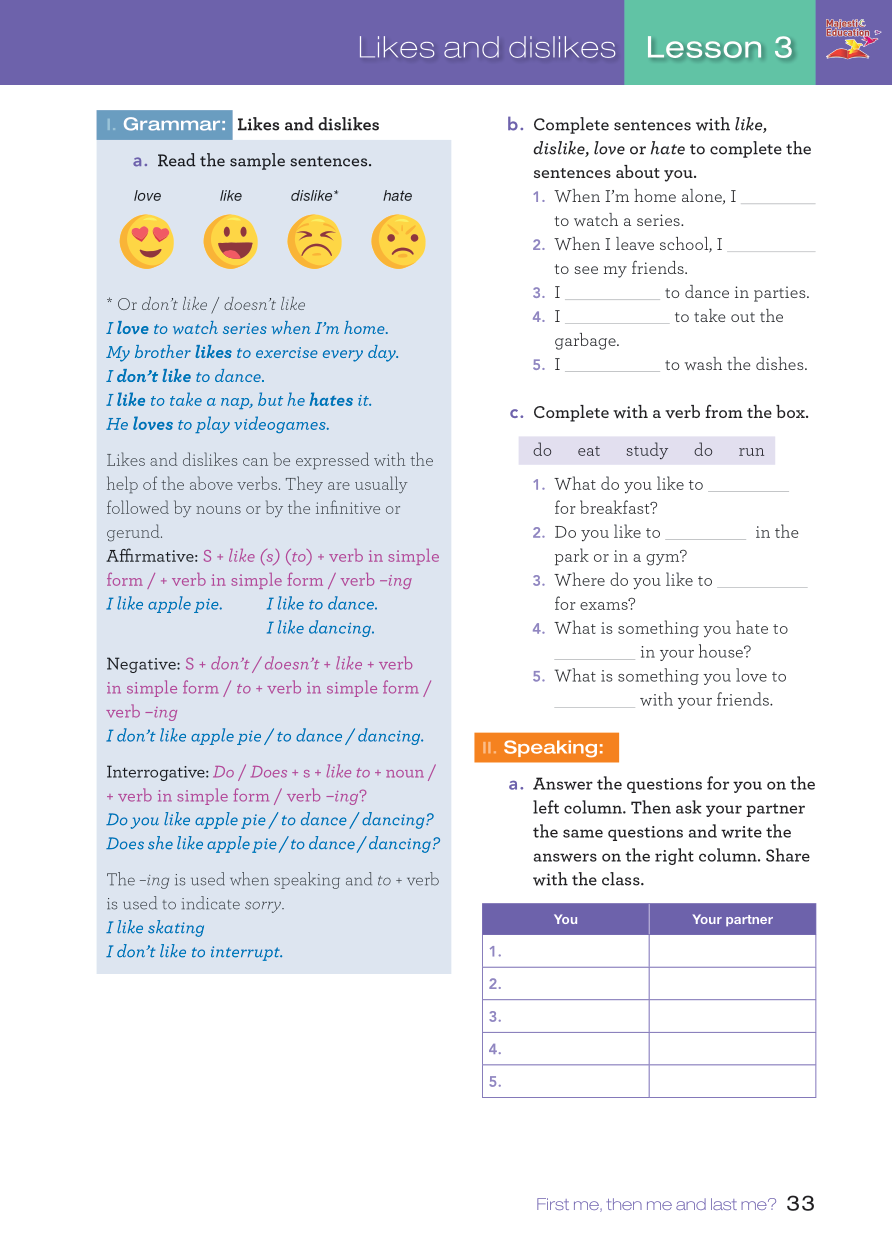 Likes and dislikes Lesson 3
Majestic
Education
I. Grammar: Likes and dislikes
a. Read the sample sentences.
love like dislike* hate
* Or don't like / doesn't like
I love to watch series when I'm home.
My brother likes to exercise every day.
I don't like to dance.
I like to take a nap, but he hates it.
He loves to play videogames.
Likes and dislikes can be expressed with the
help of the above verbs. They are usually
followed by nouns or by the infinitive or
gerund.
Affirmative: S + like (s) (to) + verb in simple
form / + verb in simple form / verb –ing
I like apple pie. I like to dance.
I like dancing.
Negative: S + don't / doesn't + like + verb
in simple form / to + verb in simple form /
verb –ing
I don't like apple pie / to dance / dancing.
Interrogative: Do / Does + s + like to + noun /
+ verb in simple form / verb –ing?
Do you like apple pie / to dance / dancing?
Does she like apple pie / to dance / dancing?
The –ing is used when speaking and to + verb
is used to indicate sorry.
I like skating
I don't like to interrupt.
b. Complete sentences with like,
dislike, love or hate to complete the
sentences about you.
1. When I'm home alone, I ________
to watch a series.
2. When I leave school, I ________
to see my friends.
3. I ________ to dance in parties.
4. I ________ to take out the
garbage.
5. I ________ to wash the dishes.
c. Complete with a verb from the box.
do eat study do run
1. What do you like to ________
for breakfast?
2. Do you like to ________ in the
park or in a gym?
3. Where do you like to ________
for exams?
4. What is something you hate to
________ in your house?
5. What is something you love to
________ with your friends.
II. Speaking:
a. Answer the questions for you on the
left column. Then ask your partner
the same questions and write the
answers on the right column. Share
with the class.
You Your partner
1.
2.
3.
4.
5.
First me, then me and last me? 33